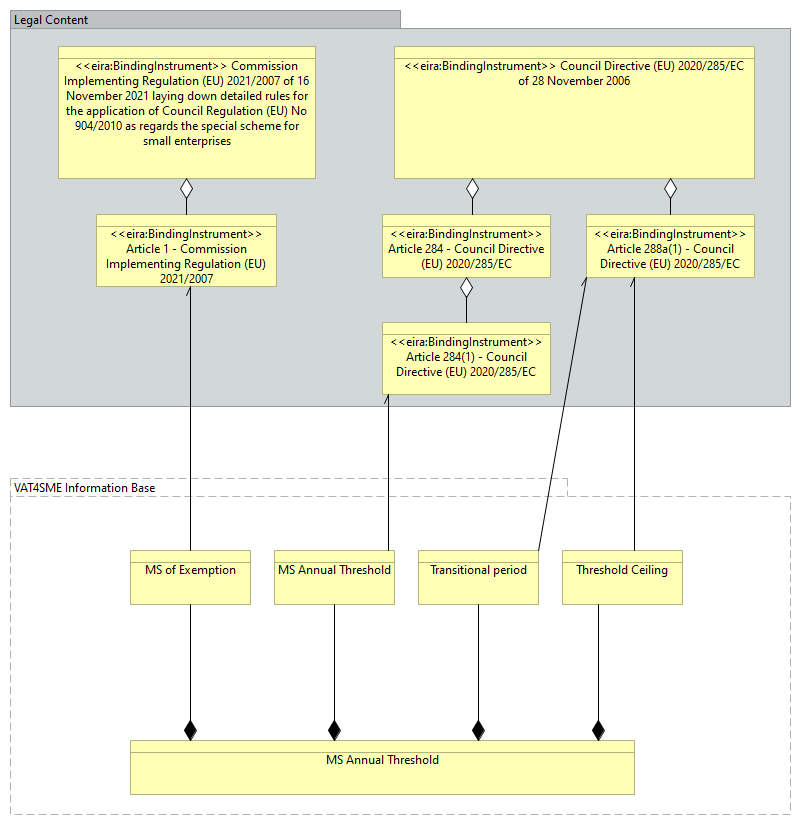 Legal Content
<<eira:BindingInstrument>> Commission
Implementing Regulation (EU) 2021/2007 of 16
November 2021 laying down detailed rules for
the application of Council Regulation (EU) No
904/2010 as regards the special scheme for
small enterprises
<<eira:BindingInstrument>> Council Directive (EU) 2020/285/EC
of 28 November 2006
<<eira:BindingInstrument>>
Article 1 - Commission
Implementing Regulation (EU)
2021/2007
<<eira:BindingInstrument>>
Article 284 - Council Directive
(EU) 2020/285/EC
<<eira:BindingInstrument>>
Article 288a(1) - Council
Directive (EU) 2020/285/EC
<<eira:BindingInstrument>>
Article 284(1) - Council
Directive (EU) 2020/285/EC
VAT4SME Information Base
MS of Exemption
MS Annual Threshold
Transitional period
Threshold Ceiling
MS Annual Threshold